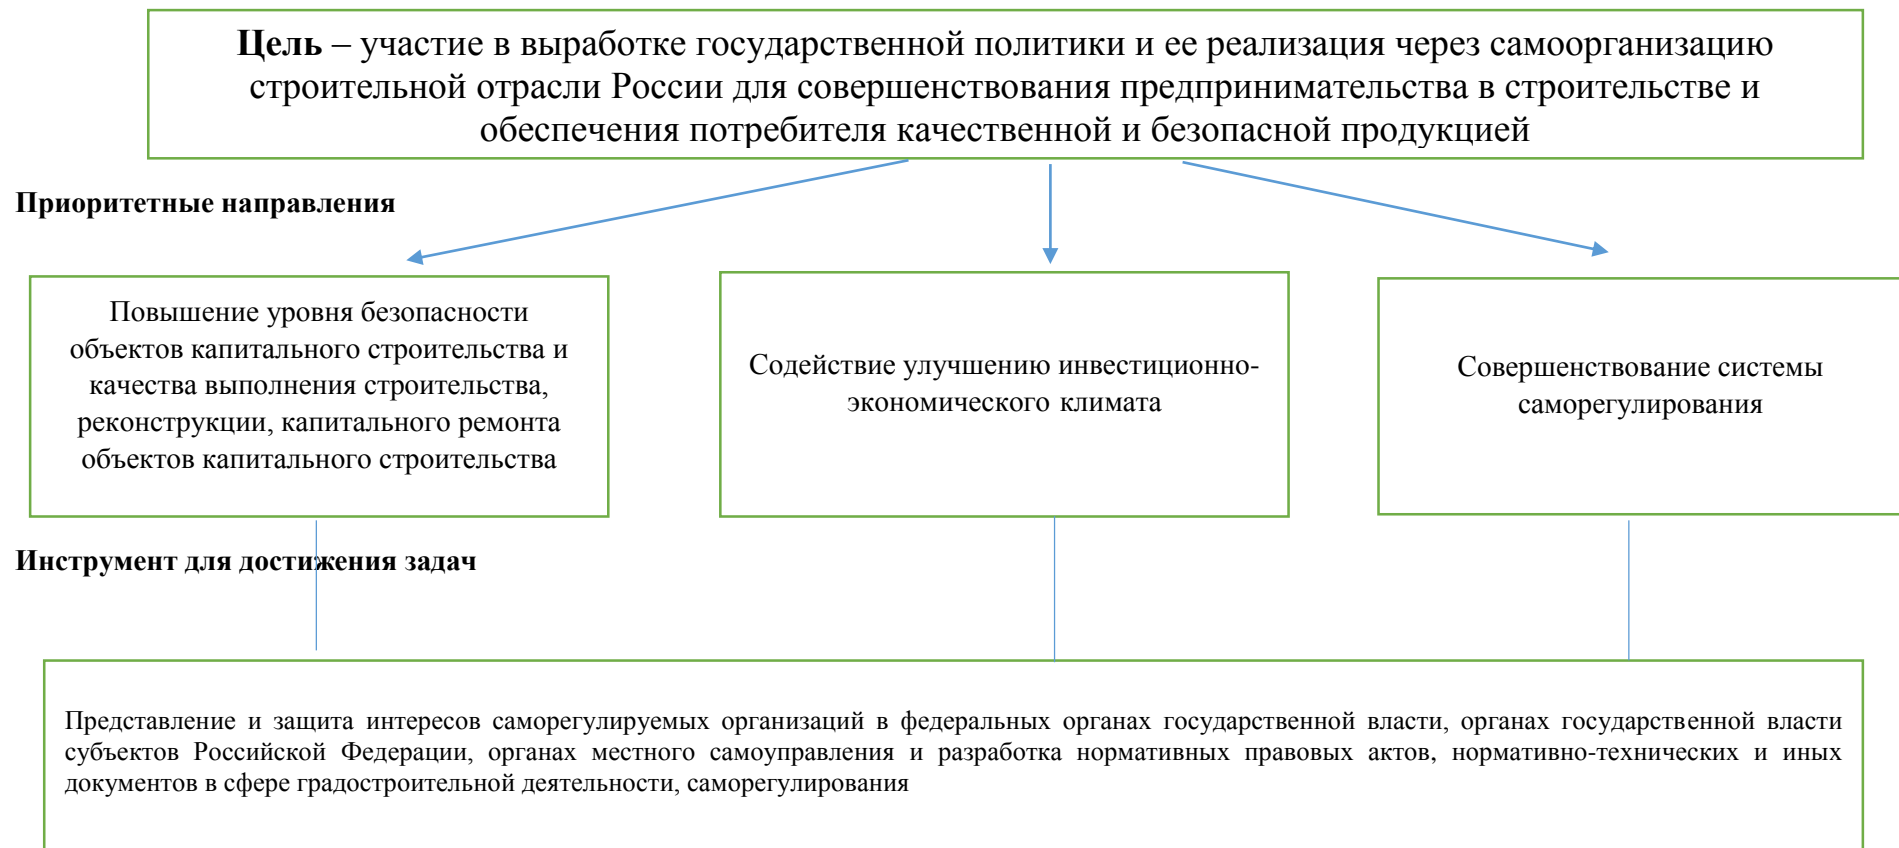 Цель – участие в выработке государственной политики и ее реализация через самоорганизацию
строительной отрасли России для совершенствования предпринимательства в строительстве и
обеспечения потребителя качественной и безопасной продукцией
Приоритетные направления
Повышение уровня безопасности
объектов капитального строительства и
качества выполнения строительства,
реконструкции, капитального ремонта
объектов капитального строительства
Содействие улучшению инвестиционно-
экономического климата
Совершенствование системы
саморегулирования
Инструмент для достижения задач
Представление и защита интересов саморегулируемых организаций в федеральных органах государственной власти, органах государственной власти
субъектов Российской Федерации, органах местного самоуправления и разработка нормативных правовых актов, нормативно-технических и иных
документов в сфере градостроительной деятельности, саморегулирования